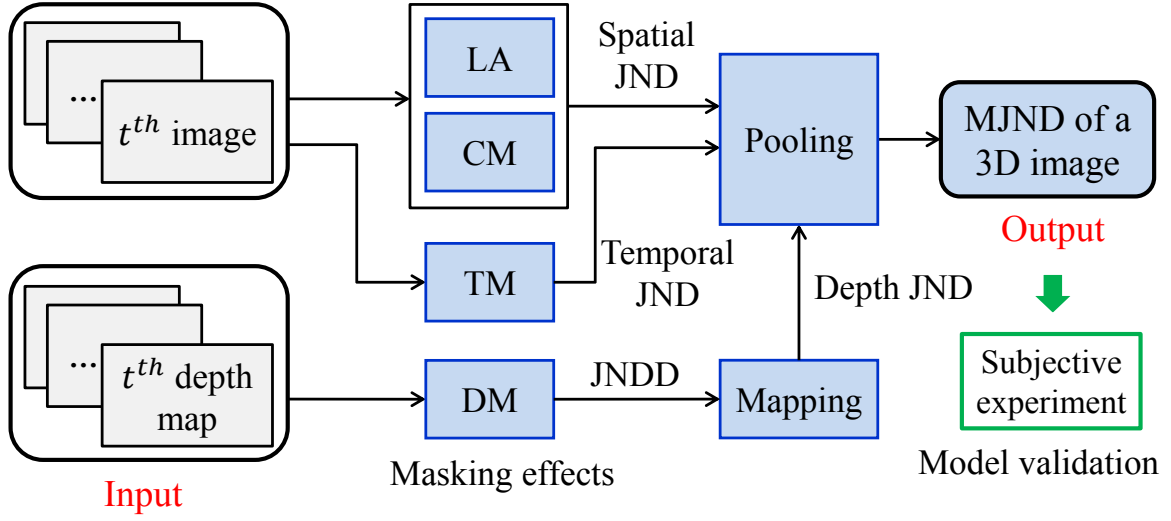 ...
t^th image
...
t^th depth
map
Input
LA
CM
TM
DM
Masking effects
Spatial
JND
Temporal
JND
JNDD
Pooling
Depth JND
Mapping
MJND of a
3D image
Output
Subjective
experiment
Model validation